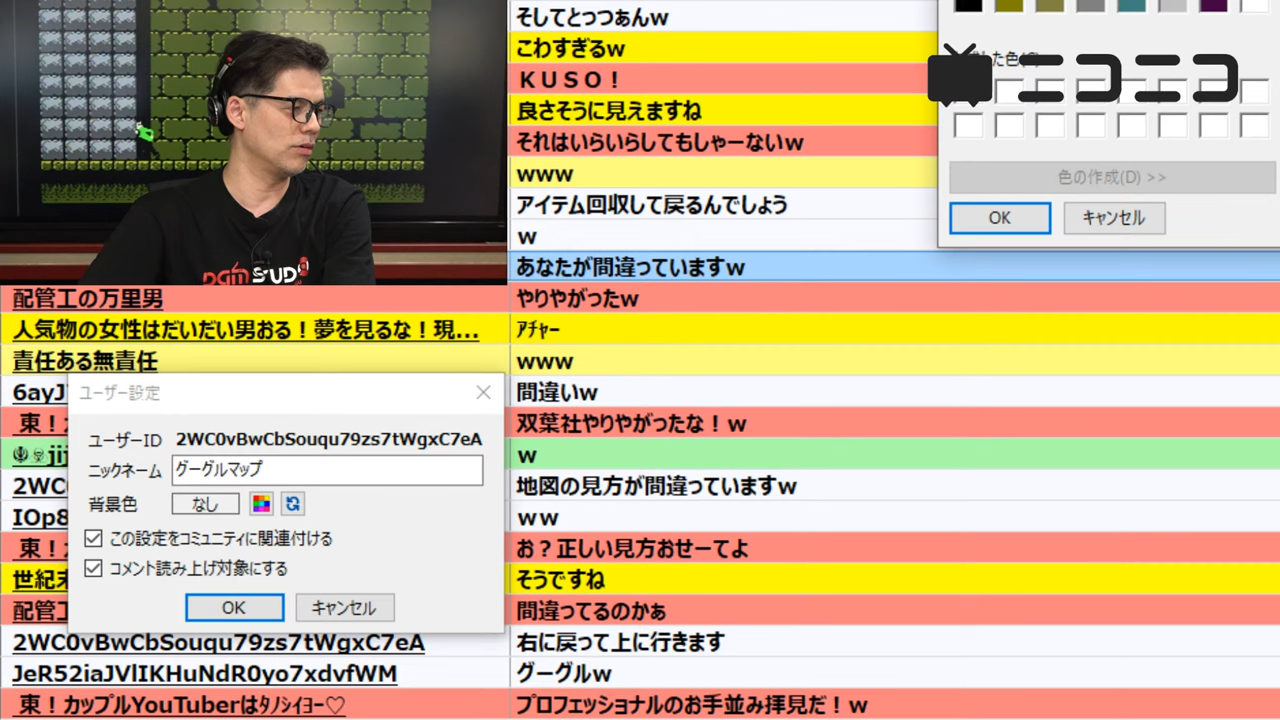 そしてとっつぁんw
こわすぎるw
ＫＵＳＯ！
良さそうに見えますね
それはいらいらしてもしゃーないw
www
アイテム回収して戻るんでしょう
w
あなたが間違っていますw
配管工の万里男
やりやがったw
人気物の女性はだいだい男おる！夢を見るな！現...
ｱﾁｬｰ
責任ある無責任
www
6ayJ
間違いw
東！
双葉社やりやがったな！w
jij
w
2WC
地図の見方が間違っていますw
IOp8
ｗｗ
東！
お？正しい見方おせーてよ
世紀末
そうですね
配管工
間違ってるのかぁ
2WC0vBwCbSouqu79zs7tWgxC7eA
右に戻って上に行きます
JeR52iaJVlIKHuNdR0yo7xdvfWM
グーグルw
東！カップルYouTuberはﾀﾉｼｲﾖｰ♡
プロフェッショナルのお手並み拝見だ！w
ユーザー設定
ユーザーID 2WC0vBwCbSouqu79zs7tWgxC7eA
ニックネーム グーグルマップ
背景色 なし
この設定をコミュニティに関連付ける
コメント読み上げ対象にする
OK キャンセル
た色(C)
ニコニコ
色の作成(D) >>
OK キャンセル